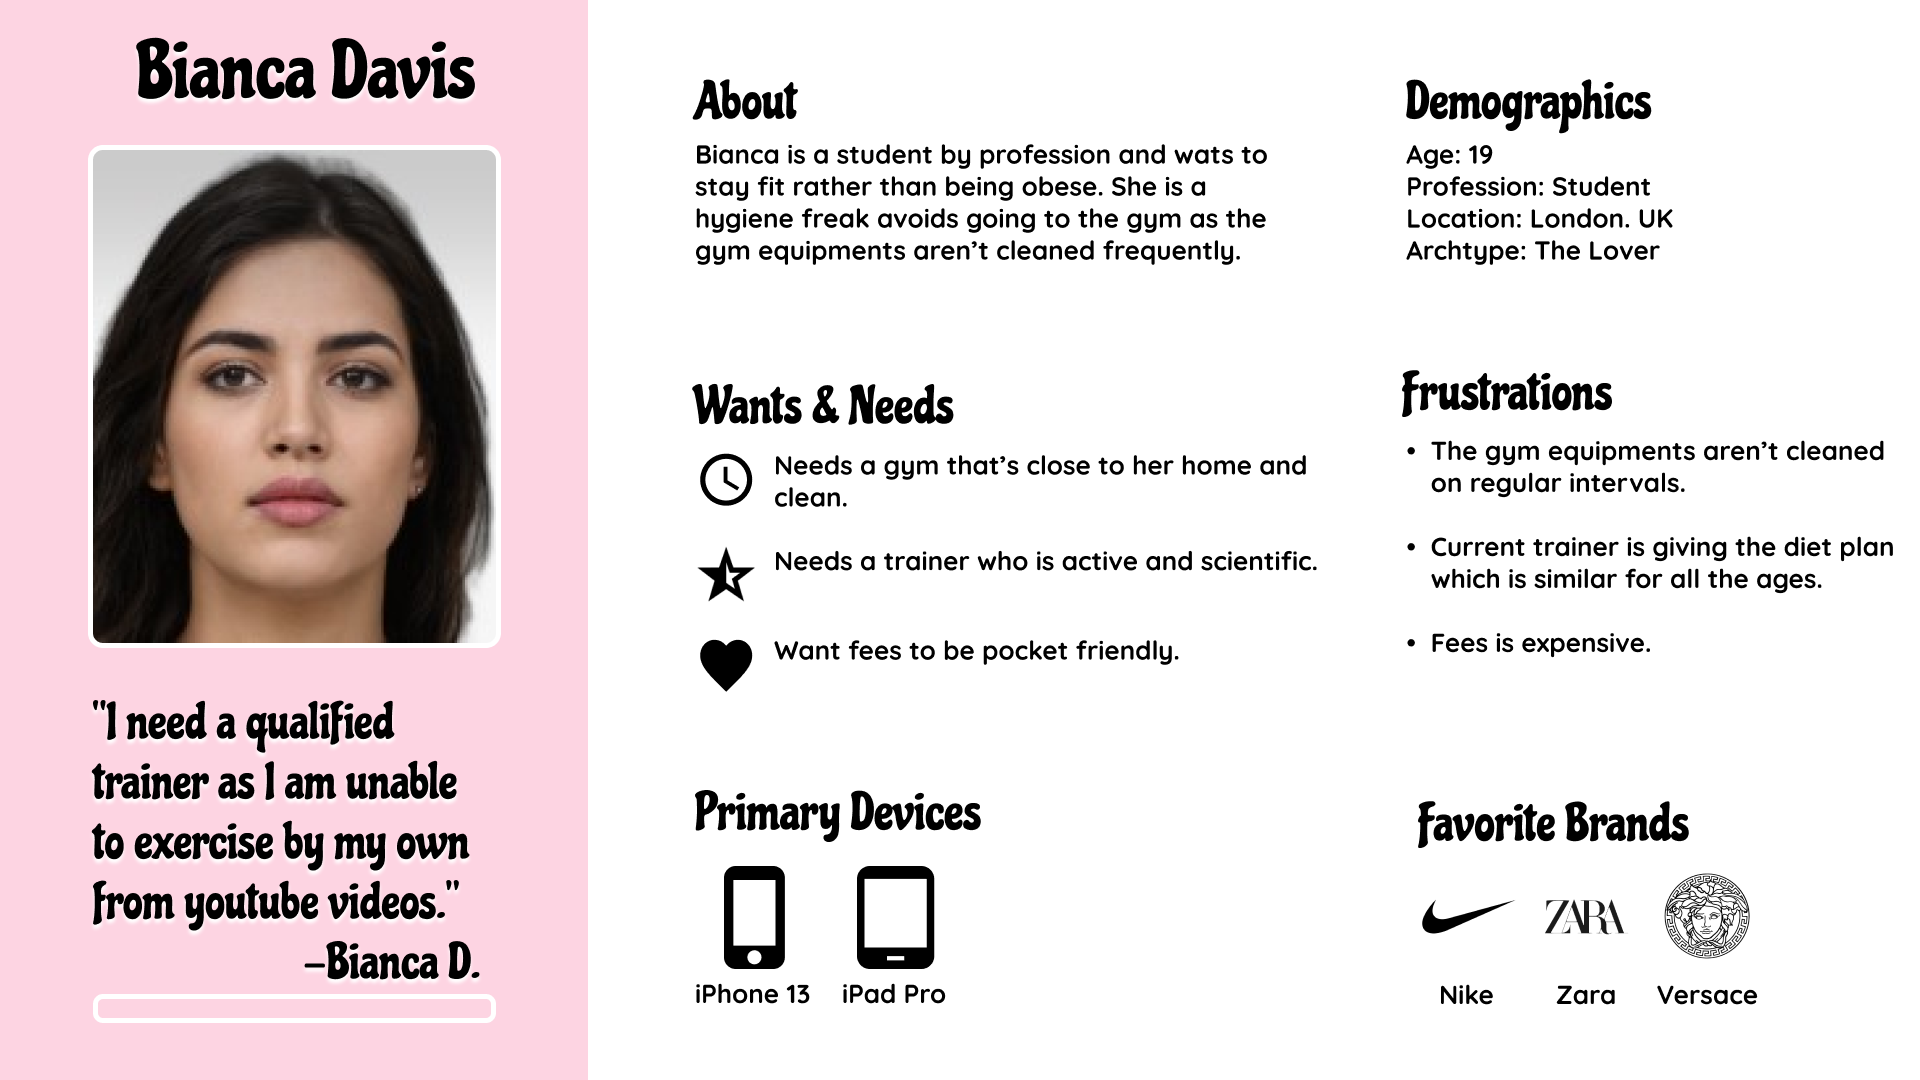 Bianca Davis
"I need a qualified
trainer as I am unable
to exercise by my own
from youtube videos."
–Bianca D.
About
Bianca is a student by profession and wats to
stay fit rather than being obese. She is a
hygiene freak avoids going to the gym as the
gym equipments aren’t cleaned frequently.
Demographics
Age: 19
Profession: Student
Location: London. UK
Archtype: The Lover
Wants & Needs
Needs a gym that’s close to her home and
clean.
Needs a trainer who is active and scientific.
Want fees to be pocket friendly.
Frustrations
• The gym equipments aren’t cleaned
on regular intervals.
• Current trainer is giving the diet plan
which is similar for all the ages.
• Fees is expensive.
Primary Devices
iPhone 13 iPad Pro
Favorite Brands
ZARA
Nike Zara Versace